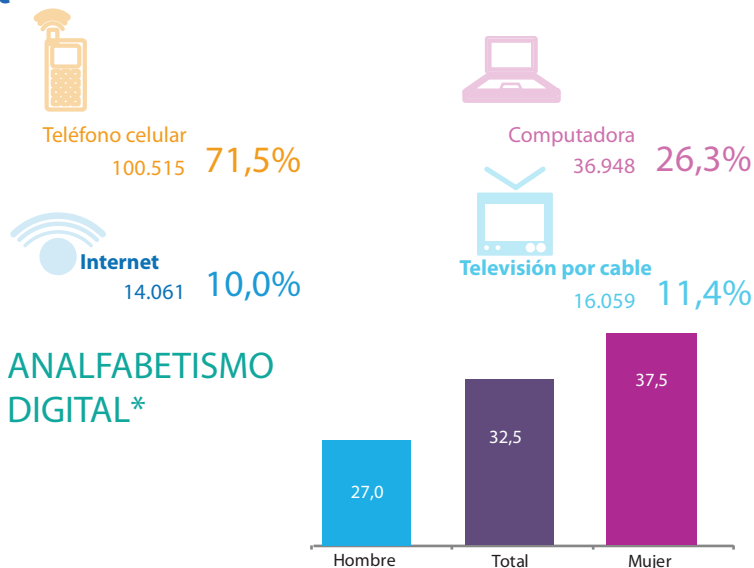 Teléfono celular
100.515 71,5%
Computadora
36.948 26,3%
Internet
14.061 10,0%
Televisión por cable
16.059 11,4%
ANALFABETISMO
DIGITAL*
37,5
32,5
27,0
Hombre Total Mujer